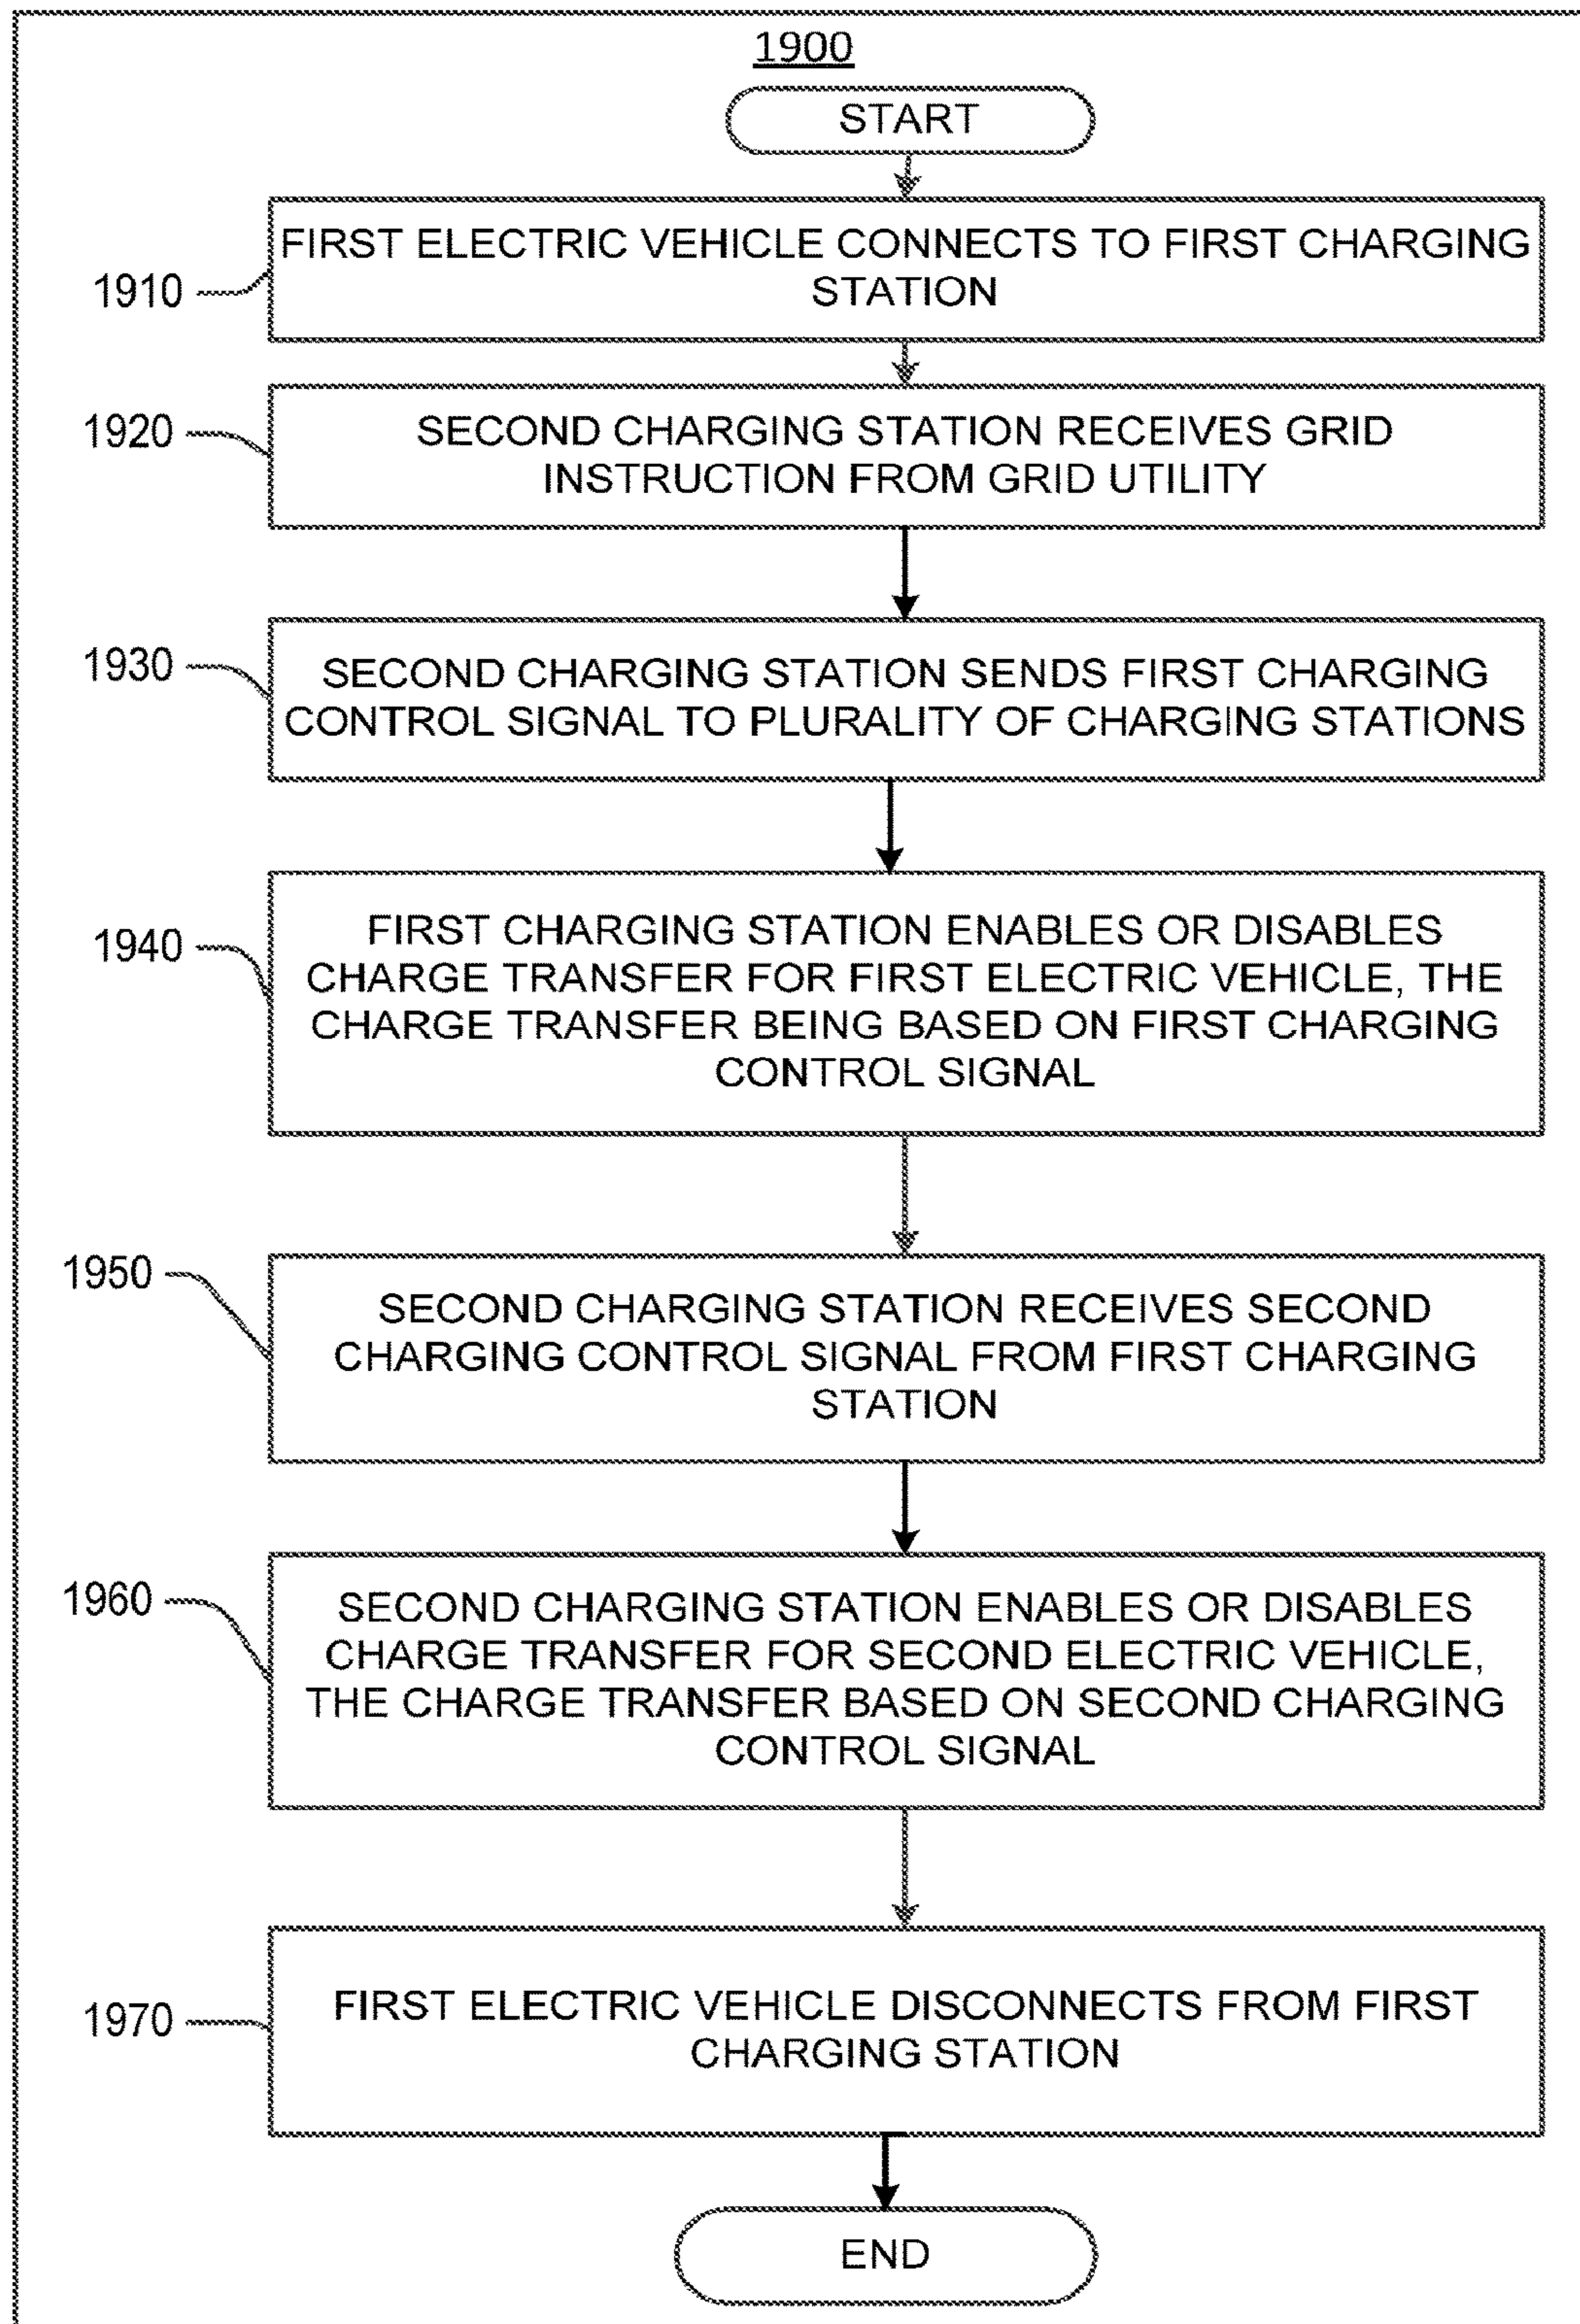 1900
START
FIRST ELECTRIC VEHICLE CONNECTS TO FIRST CHARGING
STATION
1910
SECOND CHARGING STATION RECEIVES GRID
INSTRUCTION FROM GRID UTILITY
1920
SECOND CHARGING STATION SENDS FIRST CHARGING
CONTROL SIGNAL TO PLURALITY OF CHARGING STATIONS
1930
FIRST CHARGING STATION ENABLES OR DISABLES
CHARGE TRANSFER FOR FIRST ELECTRIC VEHICLE, THE
CHARGE TRANSFER BEING BASED ON FIRST CHARGING
CONTROL SIGNAL
1940
SECOND CHARGING STATION RECEIVES SECOND
CHARGING CONTROL SIGNAL FROM FIRST CHARGING
STATION
1950
SECOND CHARGING STATION ENABLES OR DISABLES
CHARGE TRANSFER FOR SECOND ELECTRIC VEHICLE,
THE CHARGE TRANSFER BASED ON SECOND CHARGING
CONTROL SIGNAL
1960
FIRST ELECTRIC VEHICLE DISCONNECTS FROM FIRST
CHARGING STATION
1970
END